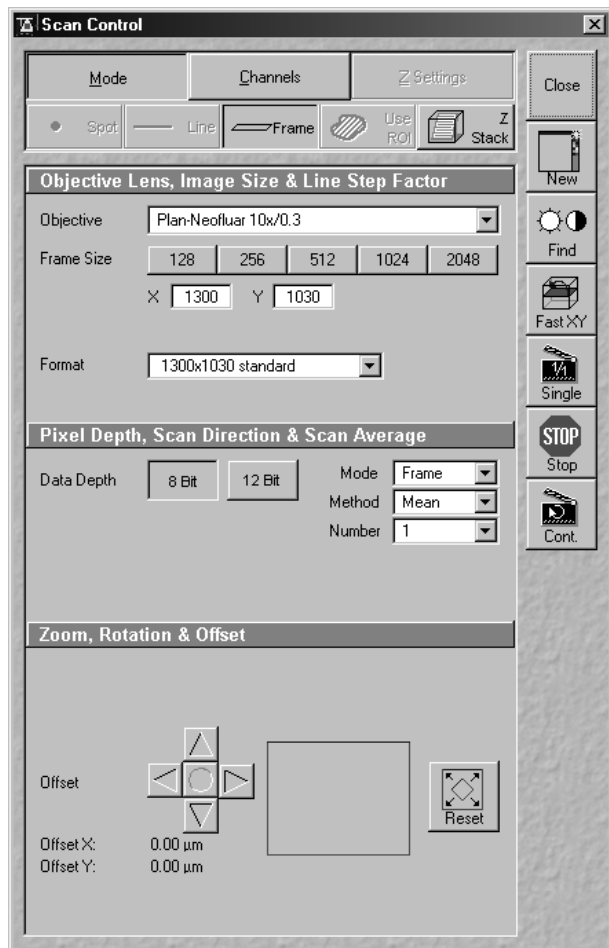 Scan Control
Mode Channels Z Settings
Spot Line Frame Use ROI Z Stack
Objective Lens, Image Size & Line Step Factor
Objective Plan-Neofluar 10x/0.3
Frame Size 128 256 512 1024 2048
X 1300 Y 1030
Format 1300x1030 standard
Pixel Depth, Scan Direction & Scan Average
Data Depth 8 Bit 12 Bit Mode Frame
Method Mean
Number 1
Zoom, Rotation & Offset
Offset
Reset
Offset X: 0.00 µm
Offset Y: 0.00 µm
Close
New
Find
Fast XY
1/1
Single
STOP
Stop
Cont.